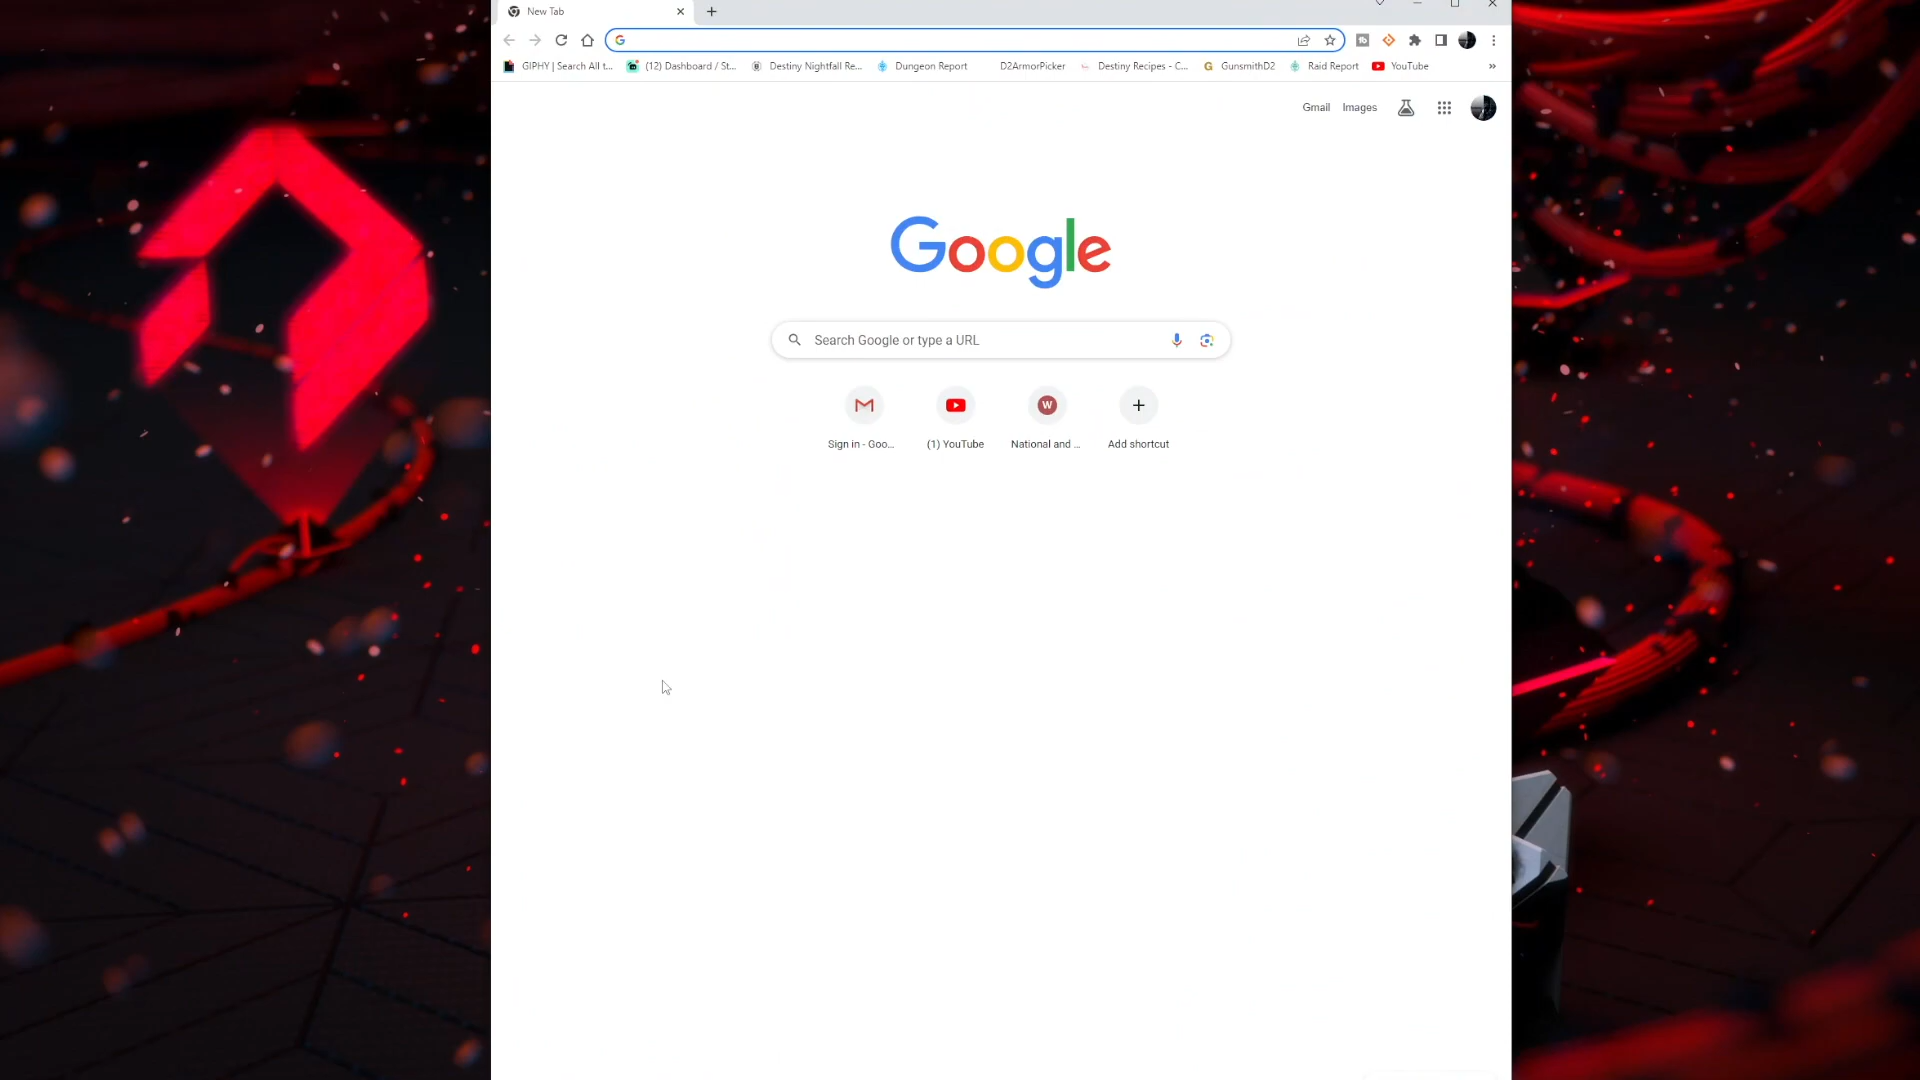 New Tab
GIPHY | Search All t... (12) Dashboard / St... Destiny Nightfall Re... Dungeon Report D2ArmorPicker Destiny Recipes - C... G GunsmithD2 Raid Report YouTube »
Gmail Images
Google
Search Google or type a URL
W
Sign in - Goo... (1) YouTube National and ... Add shortcut